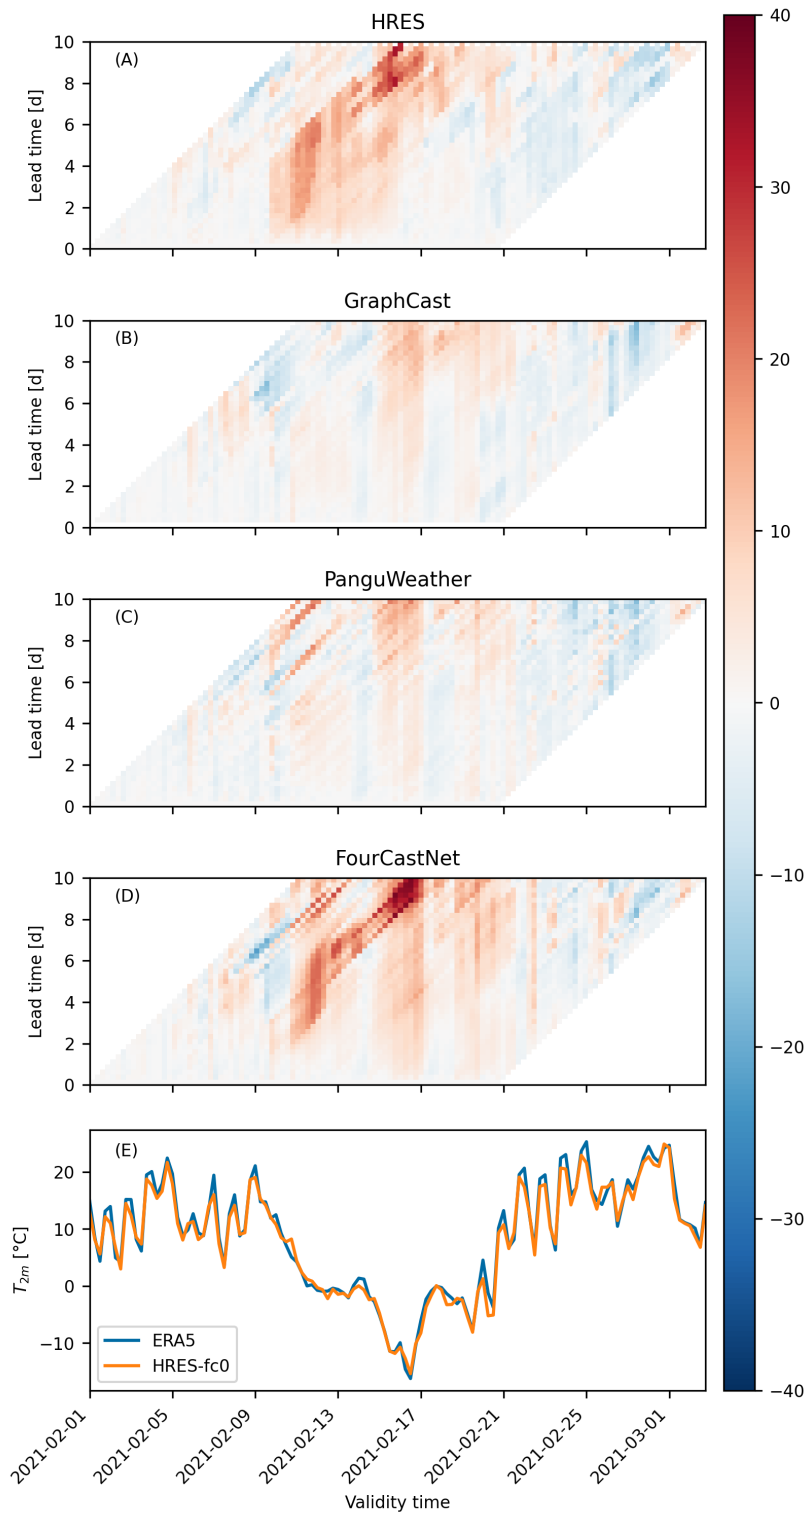 HRES
(A)
Lead time [d]
10
8
6
4
2
0
GraphCast
(B)
Lead time [d]
10
8
6
4
2
0
PanguWeather
(C)
Lead time [d]
10
8
6
4
2
0
FourCastNet
(D)
Lead time [d]
10
8
6
4
2
0
(E)
T2m [°C]
20
10
0
−10
ERA5
HRES-fc0
2021-02-01
2021-02-05
2021-02-09
2021-02-13
2021-02-17
2021-02-21
2021-02-25
2021-03-01
Validity time
40
30
20
10
0
−10
−20
−30
−40